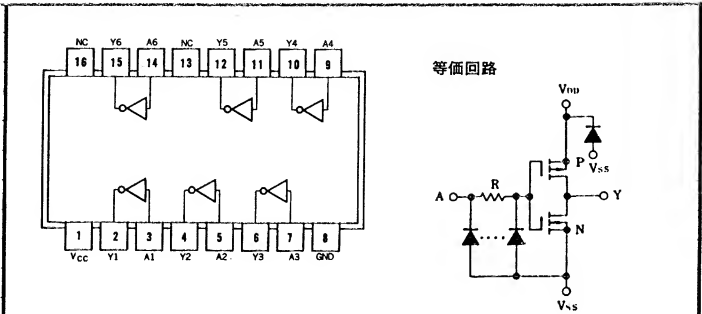 NC Y6 A6 NC Y5 A5 Y4 A4
16 15 14 13 12 11 10 9
1 2 3 4 5 6 7 8
VCC Y1 A1 Y2 A2 Y3 A3 GND
等価回路
VDD
P
VSS
A
R
Y
N
VSS